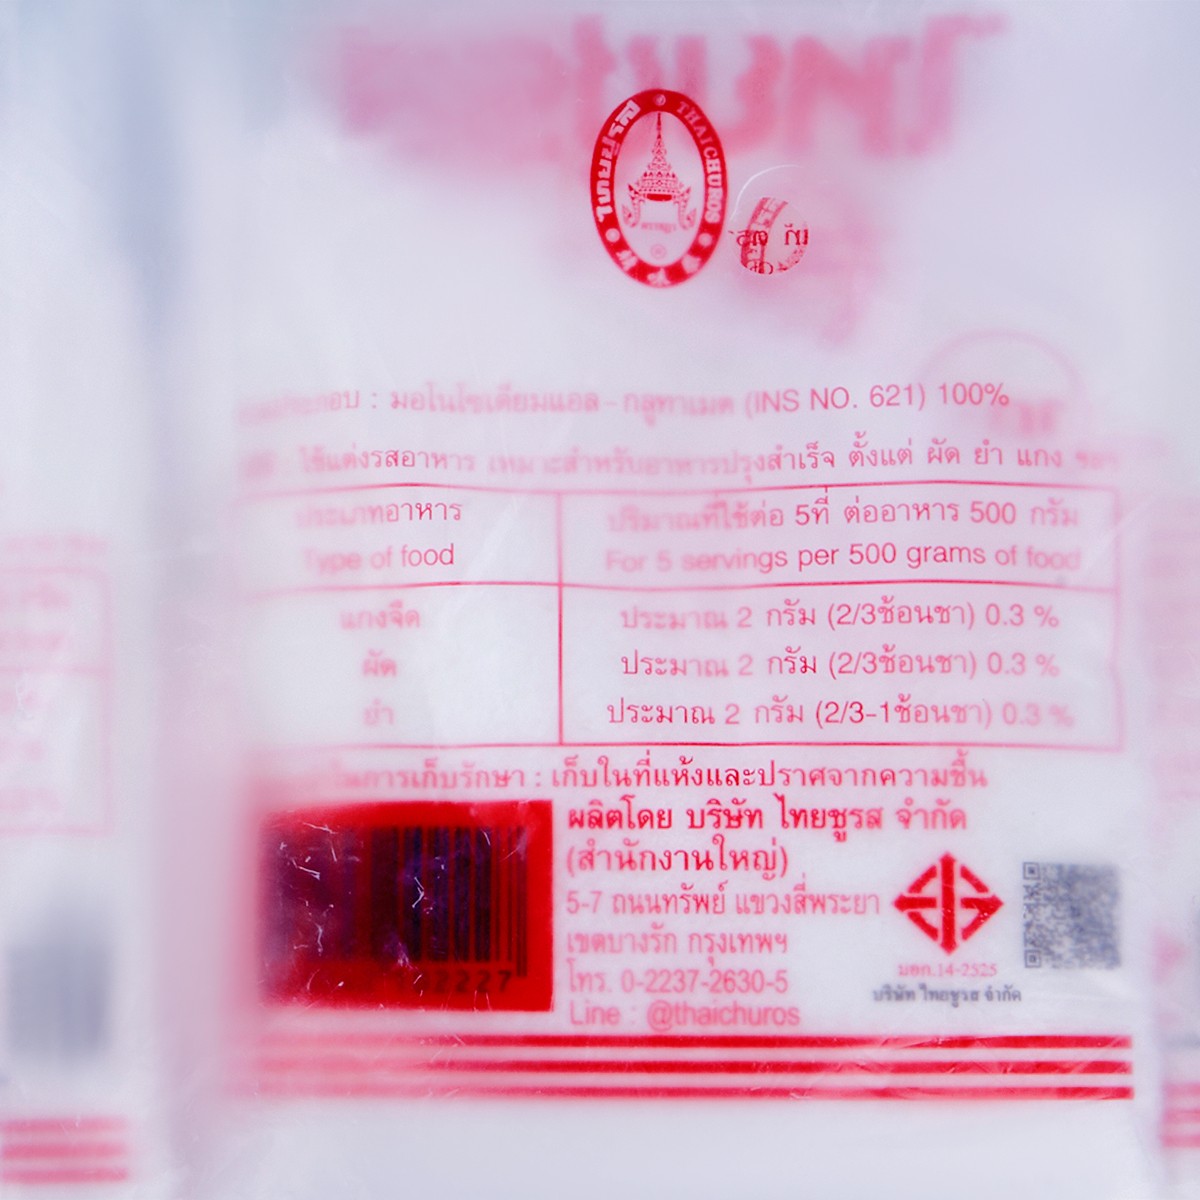 ไทยชูรส THAICHUROS
มอโนโซเดียมแอล - กลูทาเมต (INS NO. 621) 100%
ใช้แต่งรสอาหาร เหมาะสำหรับอาหารปรุงสำเร็จ ตั้งแต่ ผัด ยำ แกง ฯลฯ
ประเภทอาหาร ปริมาณที่ใช้ต่อ 5ที่ ต่ออาหาร 500 กรัม
Type of food For 5 servings per 500 grams of food
แกงจืด ประมาณ 2 กรัม (2/3ช้อนชา) 0.3 %
ผัด ประมาณ 2 กรัม (2/3ช้อนชา) 0.3 %
ยำ ประมาณ 2 กรัม (2/3-1ช้อนชา) 0.3 %
ในการเก็บรักษา : เก็บในที่แห้งและปราศจากความชื้น
ผลิตโดย บริษัท ไทยชูรส จำกัด
(สำนักงานใหญ่)
5-7 ถนนทรัพย์ แขวงสี่พระยา
เขตบางรัก กรุงเทพฯ
โทร. 0-2237-2630-5
Line : @thaichuros
มอก.14-2525
บริษัท ไทยชูรส จำกัด